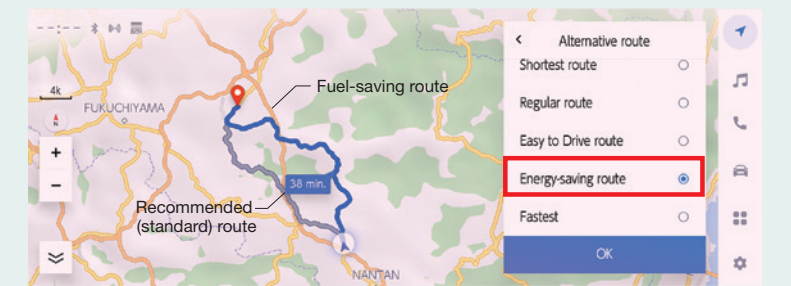 --:--
4k
N
FUKUCHIYAMA
+
−
Fuel-saving route
38 min.
Recommended
(standard) route
NANTAN
Alternative route
Shortest route
Regular route
Easy to Drive route
Energy-saving route
Fastest
OK